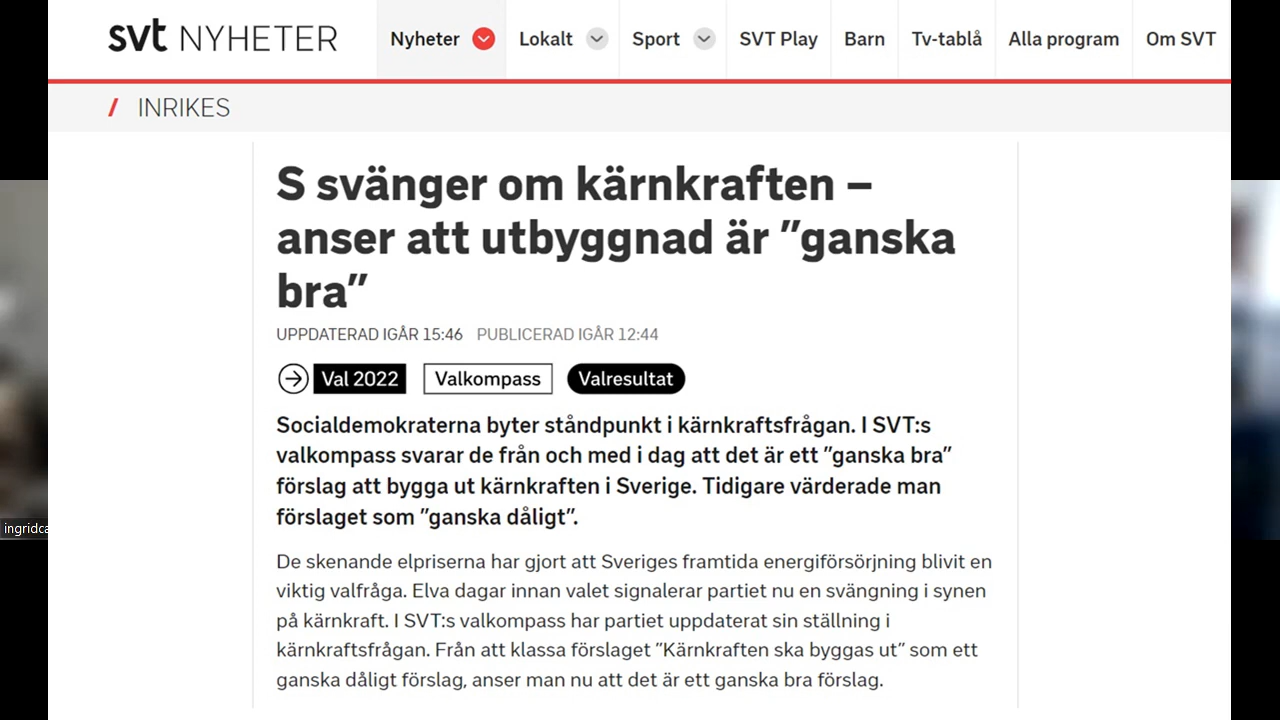 svt NYHETER
Nyheter Lokalt Sport SVT Play Barn Tv-tablå Alla program Om SVT
/ INRIKES
S svänger om kärnkraften –
anser att utbyggnad är ”ganska
bra”
UPPDATERAD IGÅR 15:46 PUBLICERAD IGÅR 12:44
Val 2022 Valkompass Valresultat
Socialdemokraterna byter ståndpunkt i kärnkraftsfrågan. I SVT:s
valkompass svarar de från och med i dag att det är ett ”ganska bra”
förslag att bygga ut kärnkraften i Sverige. Tidigare värderade man
förslaget som ”ganska dåligt”.
ingridca
De skenande elpriserna har gjort att Sveriges framtida energiförsörjning blivit en
viktig valfråga. Elva dagar innan valet signalerar partiet nu en svängning i synen
på kärnkraft. I SVT:s valkompass har partiet uppdaterat sin ställning i
kärnkraftsfrågan. Från att klassa förslaget ”Kärnkraften ska byggas ut” som ett
ganska dåligt förslag, anser man nu att det är ett ganska bra förslag.